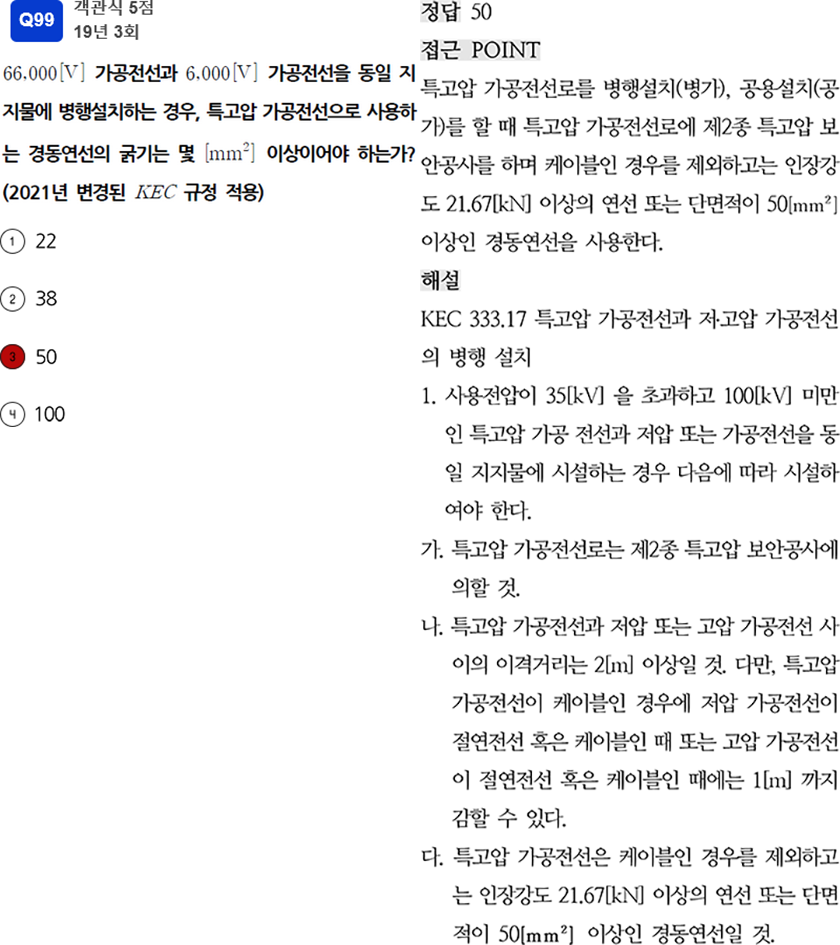 Q99
객관식 5점
19년 3회
66,000[V] 가공전선과 6,000[V] 가공전선을 동일 지
지물에 병행설치하는 경우, 특고압 가공전선으로 사용하
는 경동연선의 굵기는 몇 [mm²] 이상이어야 하는가?
(2021년 변경된 KEC 규정 적용)
① 22
② 38
③ 50
④ 100
정답 50
접근 POINT
특고압 가공전선로를 병행설치(병가), 공용설치(공
가)를 할 때 특고압 가공전선로에 제2종 특고압 보
안공사를 하며 케이블인 경우를 제외하고는 인장강
도 21.67[kN] 이상의 연선 또는 단면적이 50[mm²]
이상인 경동연선을 사용한다.
해설
KEC 333.17 특고압 가공전선과 저·고압 가공전선
의 병행 설치
1. 사용전압이 35[kV] 을 초과하고 100[kV] 미만
인 특고압 가공 전선과 저압 또는 가공전선을 동
일 지지물에 시설하는 경우 다음에 따라 시설하
여야 한다.
가. 특고압 가공전선로는 제2종 특고압 보안공사에
의할 것.
나. 특고압 가공전선과 저압 또는 고압 가공전선 사
이의 이격거리는 2[m] 이상일 것. 다만, 특고압
가공전선이 케이블인 경우에 저압 가공전선이
절연전선 혹은 케이블인 때 또는 고압 가공전선
이 절연전선 혹은 케이블인 때에는 1[m] 까지
감할 수 있다.
다. 특고압 가공전선은 케이블인 경우를 제외하고
는 인장강도 21.67[kN] 이상의 연선 또는 단면
적이 50[mm²] 이상인 경동연선일 것.